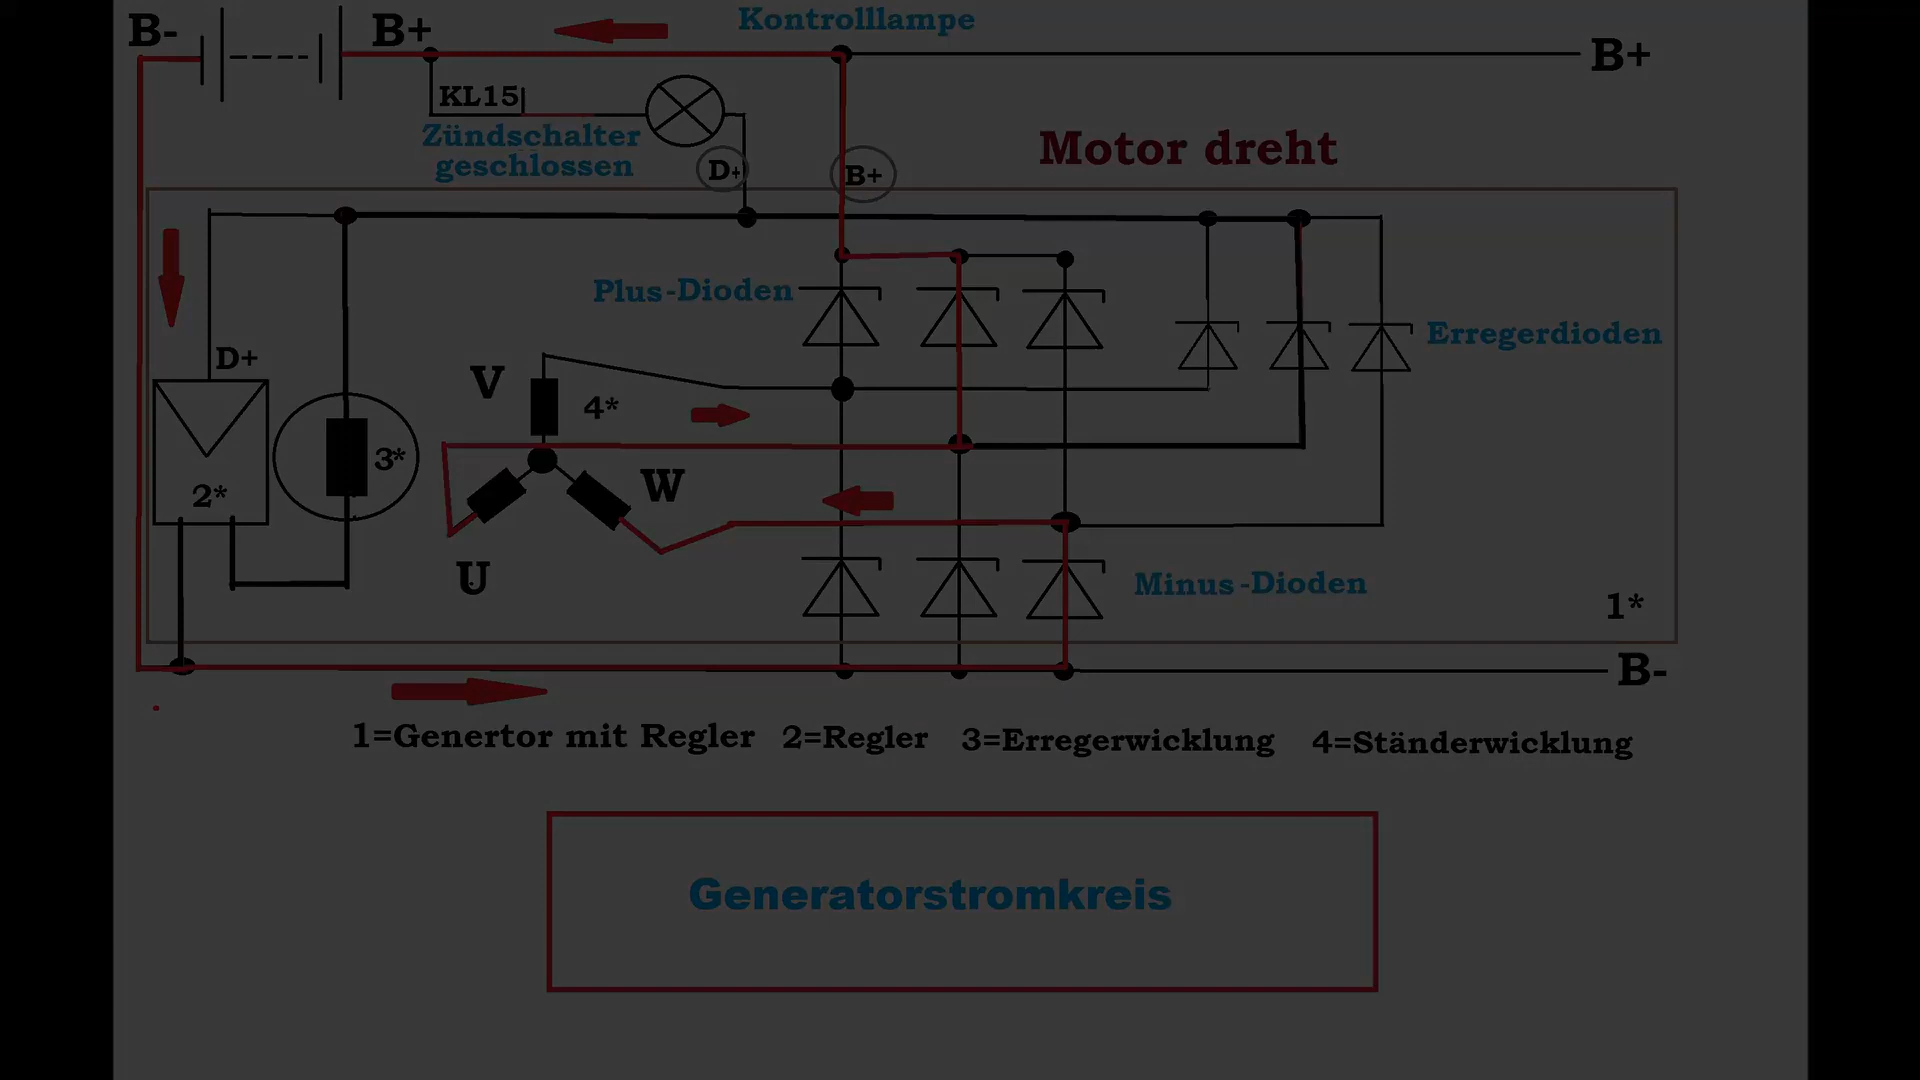 Kontrolllampe
B-
B+
B+
KL15
Zündschalter
geschlossen
D+
B+
Motor dreht
Plus-Dioden
Erregerdioden
D+
V
4*
3*
2*
W
U
Minus-Dioden
1*
B-
1=Genertor mit Regler 2=Regler 3=Erregerwicklung 4=Ständerwicklung
Generatorstromkreis